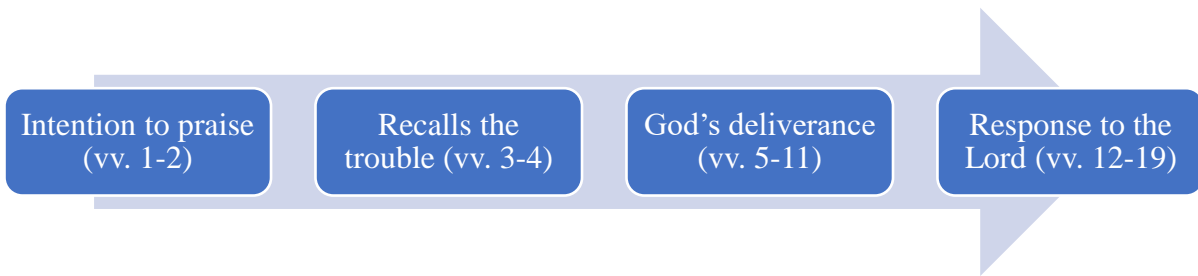 Intention to praise
(vv. 1-2)
Recalls the
trouble (vv. 3-4)
God’s deliverance
(vv. 5-11)
Response to the
Lord (vv. 12-19)